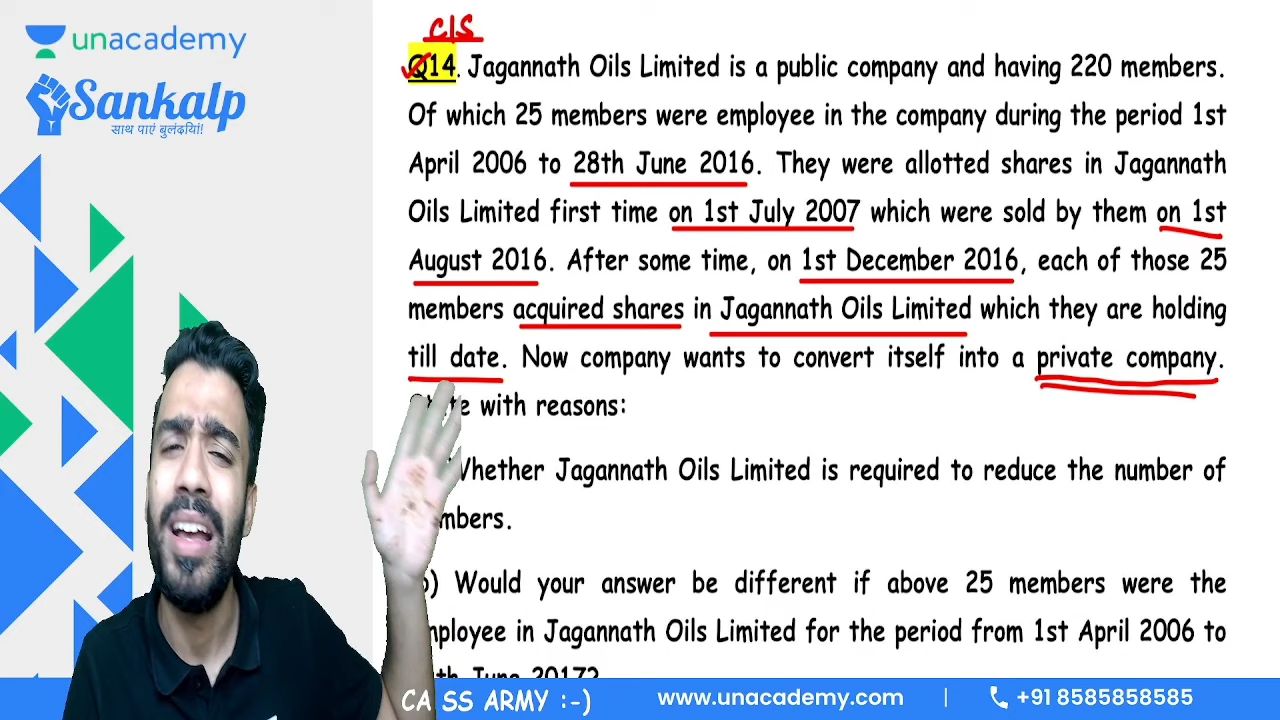 unacademy
Sankalp
साथ पाएं बुलंदियां!
C/S
Q14. Jagannath Oils Limited is a public company and having 220 members.
Of which 25 members were employee in the company during the period 1st
April 2006 to 28th June 2016. They were allotted shares in Jagannath
Oils Limited first time on 1st July 2007 which were sold by them on 1st
August 2016. After some time, on 1st December 2016, each of those 25
members acquired shares in Jagannath Oils Limited which they are holding
till date. Now company wants to convert itself into a private company.
with reasons:
Whether Jagannath Oils Limited is required to reduce the number of
) Would your answer be different if above 25 members were the
in Jagannath Oils Limited for the period from 1st April 2006 to
June 2017?
CA SS ARMY :-)
www.unacademy.com | +91 8585858585